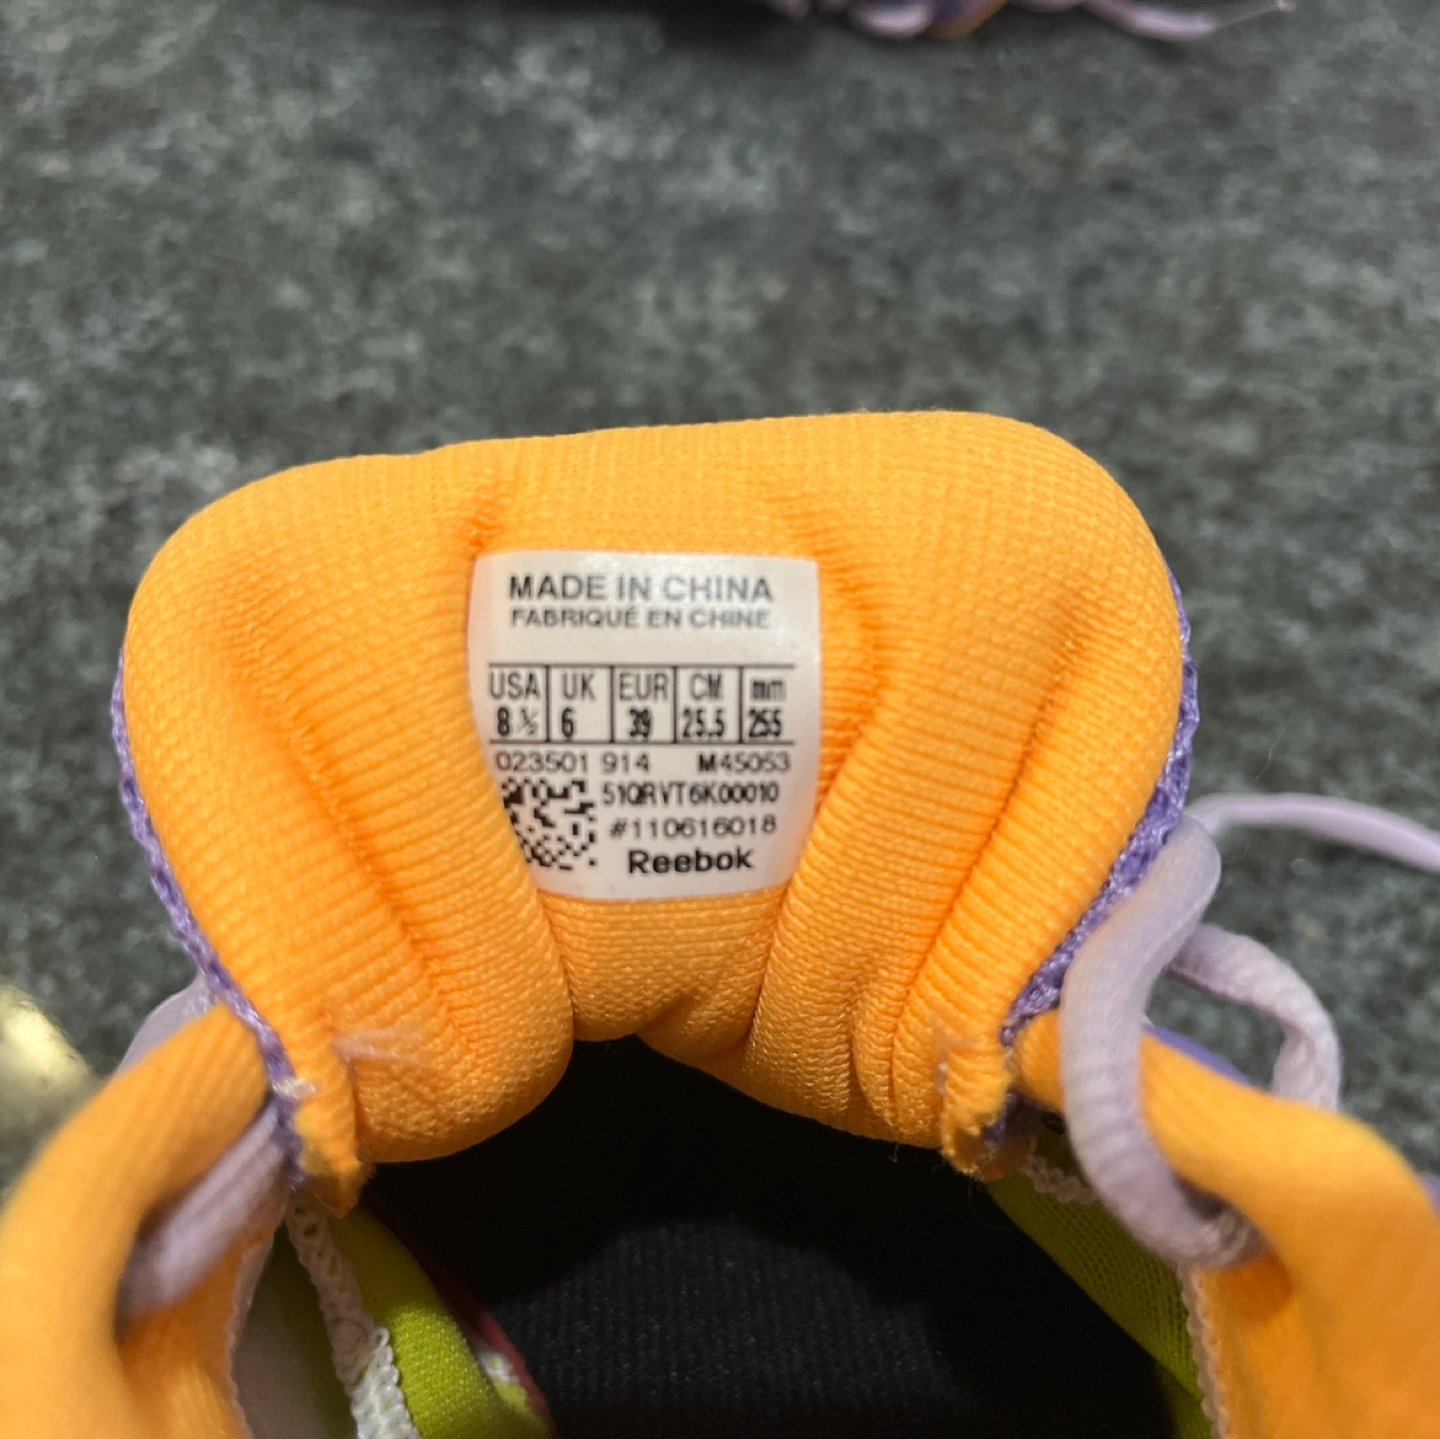 MADE IN CHINA
FABRIQUÉ EN CHINE
USA UK EUR CM mm
8 ½ 6 39 25.5 255
023501 914 M45053
51QRVT6K00010
#110616018
Reebok